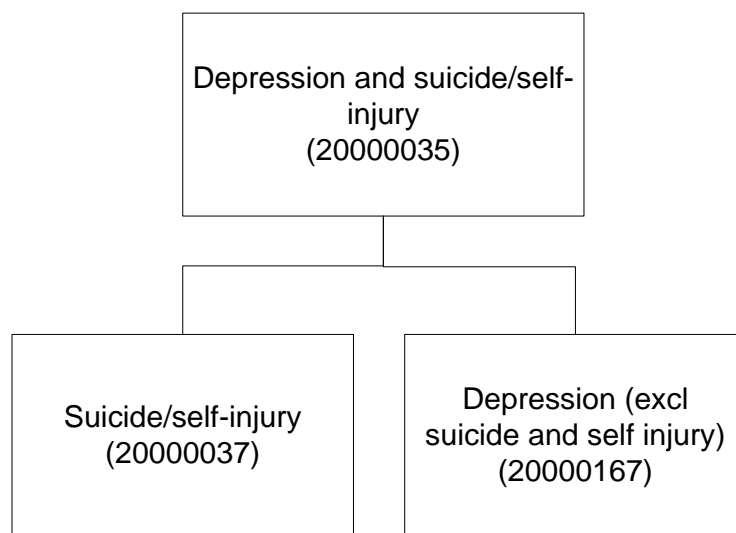 Depression and suicide/self-
injury
(20000035)
Suicide/self-injury
(20000037)
Depression (excl
suicide and self injury)
(20000167)